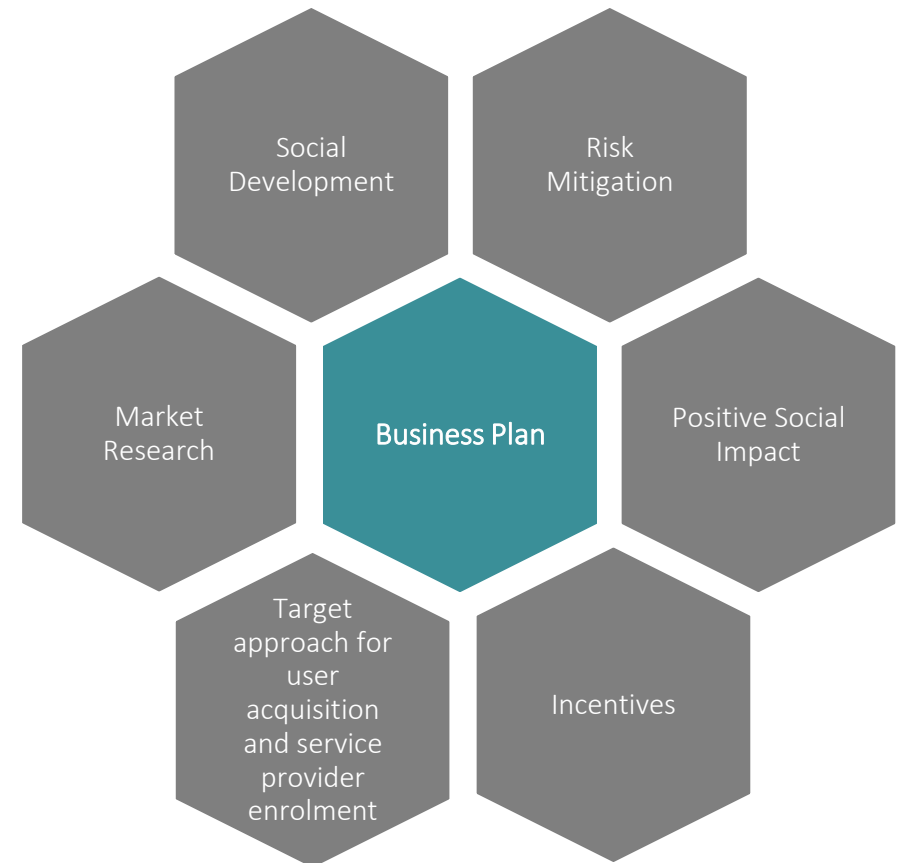 Social
Development
Risk
Mitigation
Market
Research
Business Plan
Positive Social
Impact
Target
approach for
user
acquisition
and service
provider
enrolment
Incentives